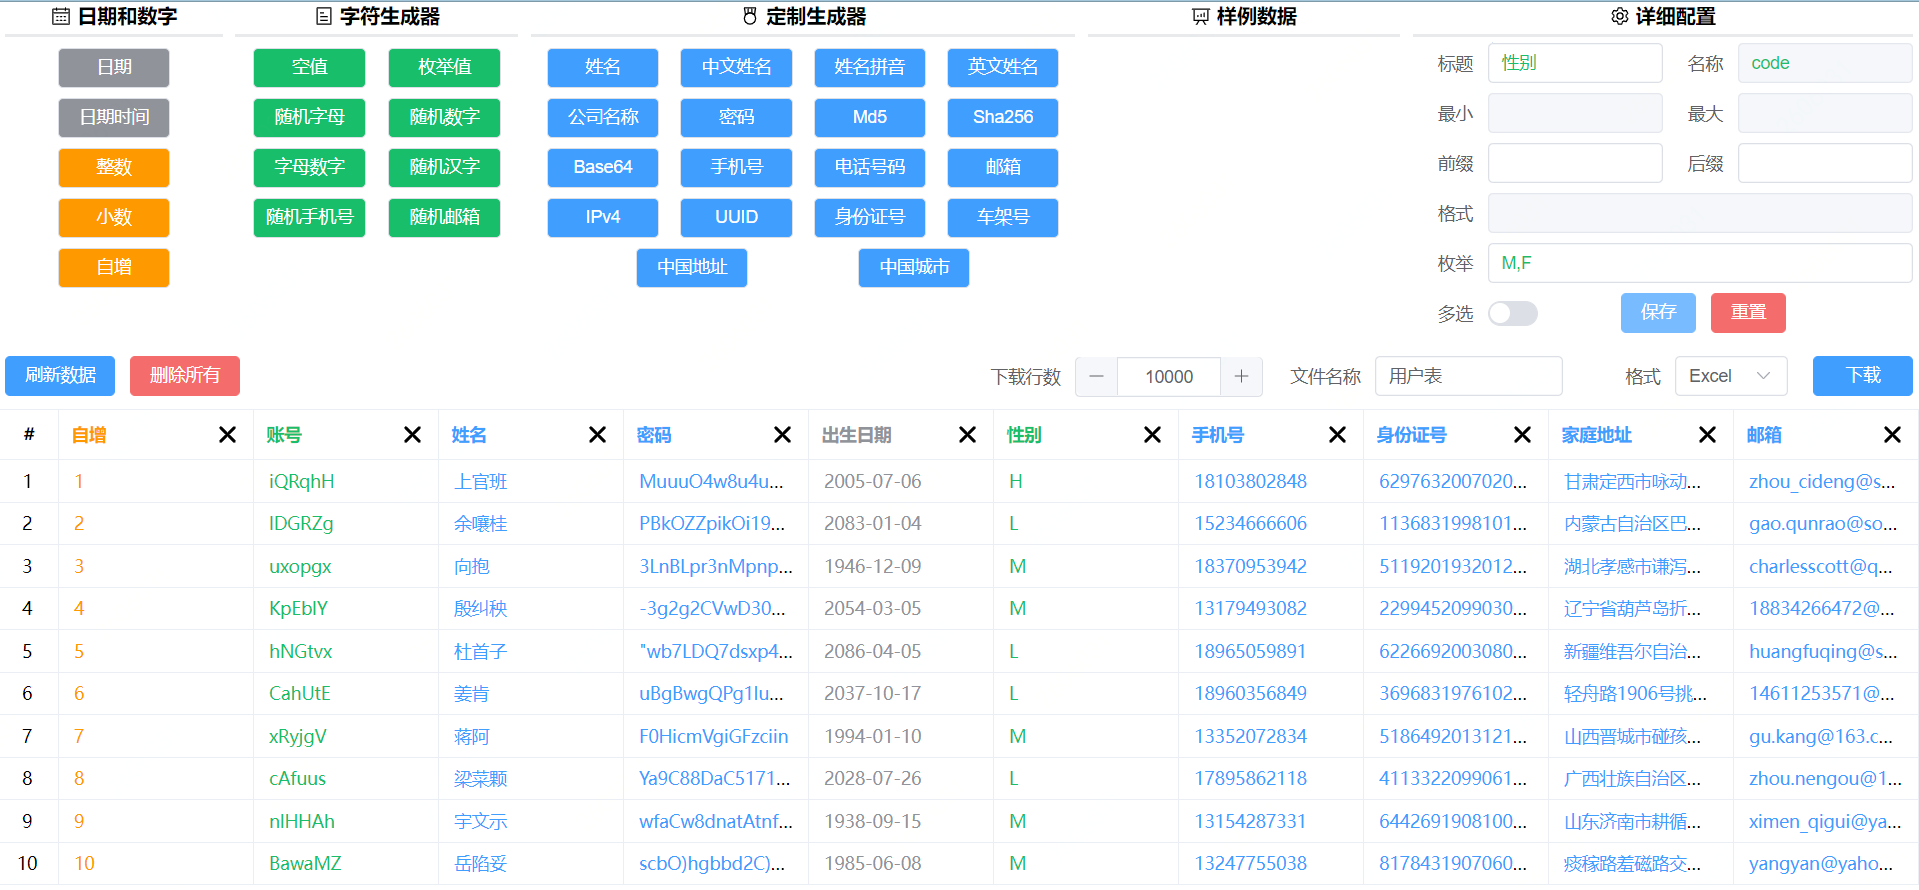 日期和数字 字符生成器 定制生成器 样例数据 详细配置
日期 空值 枚举值 姓名 中文姓名 姓名拼音 英文姓名 标题 性别 名称 code
日期时间 随机字母 随机数字 公司名称 密码 Md5 Sha256 最小 最大
整数 字母数字 随机汉字 Base64 手机号 电话号码 邮箱 前缀 后缀
小数 随机手机号 随机邮箱 IPv4 UUID 身份证号 车架号 格式
自增 中国地址 中国城市 枚举 M,F
多选 保存 重置
刷新数据 删除所有 下载行数 10000 文件名称 用户表 格式 Excel 下载
# 自增 账号 姓名 密码 出生日期 性别 手机号 身份证号 家庭地址 邮箱
1 1 iQRqhH 上官班 MuuuO4w8u4u... 2005-07-06 H 18103802848 6297632007020... 甘肃定西市咏动... zhou_cideng@s...
2 2 IDGRZg 余嚷桂 PBkOZZpikOi19... 2083-01-04 L 15234666606 1136831998101... 内蒙古自治区巴... gao.qunrao@so...
3 3 uxopgx 向抱 3LnBLpr3nMpnp... 1946-12-09 M 18370953942 5119201932012... 湖北孝感市谦泻... charlesscott@q...
4 4 KpEblY 殷纠秧 -3g2g2CVwD30... 2054-03-05 M 13179493082 2299452099030... 辽宁省葫芦岛折... 18834266472@...
5 5 hNGtvx 杜首子 "wb7LDQ7dsxp4... 2086-04-05 L 18965059891 6226692003080... 新疆维吾尔自治... huangfuqing@s...
6 6 CahUtE 姜肯 uBgBwgQPg1lu... 2037-10-17 L 18960356849 3696831976102... 轻舟路1906号挑... 14611253571@...
7 7 xRyjgV 蒋阿 F0HicmVgiGFzciin 1994-01-10 M 13352072834 5186492013121... 山西晋城市碰孩... gu.kang@163.c...
8 8 cAfuus 梁菜颗 Ya9C88DaC5171... 2028-07-26 L 17895862118 4113322099061... 广西壮族自治区... zhou.nengou@1...
9 9 nIHHAh 宇文示 wfaCw8dnatAtnf... 1938-09-15 M 13154287331 6442691908100... 山东济南市耕循... ximen_qigui@ya...
10 10 BawaMZ 岳陷妥 scbO)hgbbd2C)... 1985-06-08 M 13247755038 8178431907060... 痰稼路羞磁路交... yangyan@yaho...